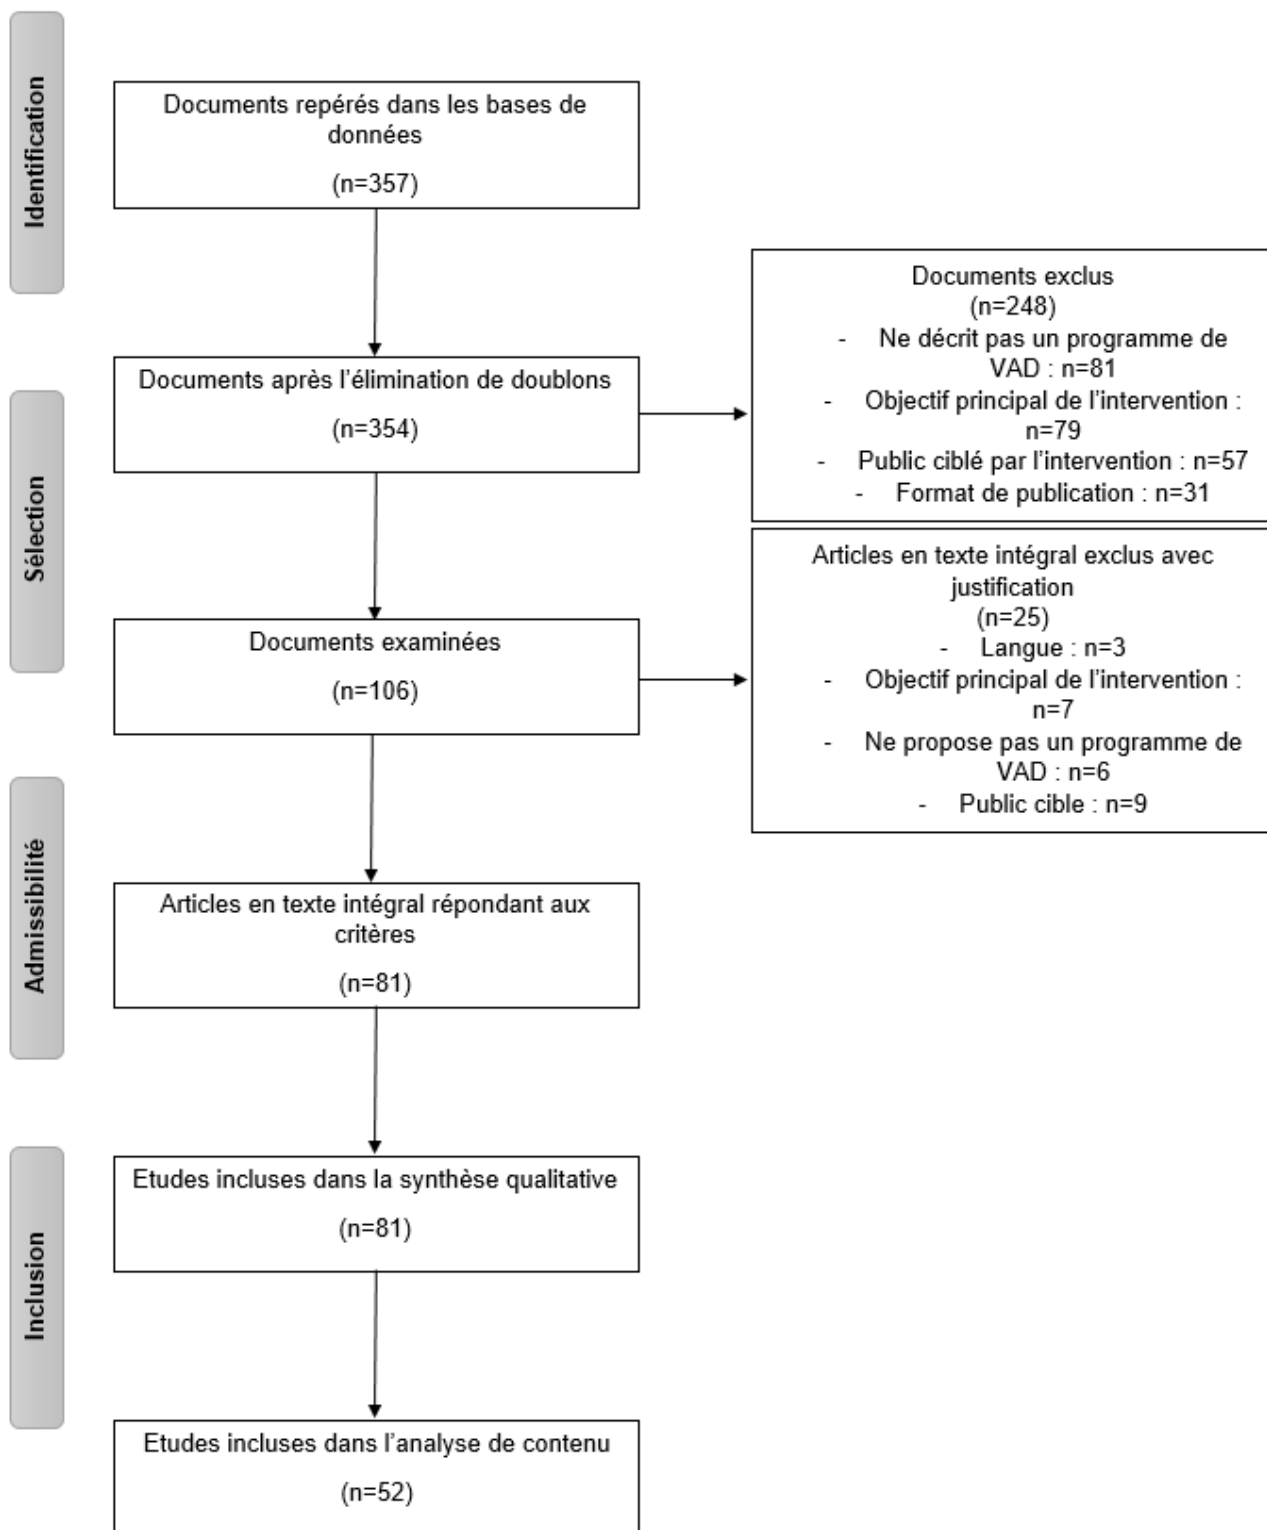 Identification
Documents repérés dans les bases de
données
(n=357)
Documents exclus
(n=248)
- Ne décrit pas un programme de
VAD : n=81
- Objectif principal de l'intervention :
n=79
- Public ciblé par l'intervention : n=57
- Format de publication : n=31
Sélection
Documents après l'élimination de doublons
(n=354)
Documents examinées
(n=106)
Articles en texte intégral exclus avec
justification
(n=25)
- Langue : n=3
- Objectif principal de l'intervention :
n=7
- Ne propose pas un programme de
VAD : n=6
- Public cible : n=9
Admissibilité
Articles en texte intégral répondant aux
critères
(n=81)
Inclusion
Etudes incluses dans la synthèse qualitative
(n=81)
Etudes incluses dans l'analyse de contenu
(n=52)